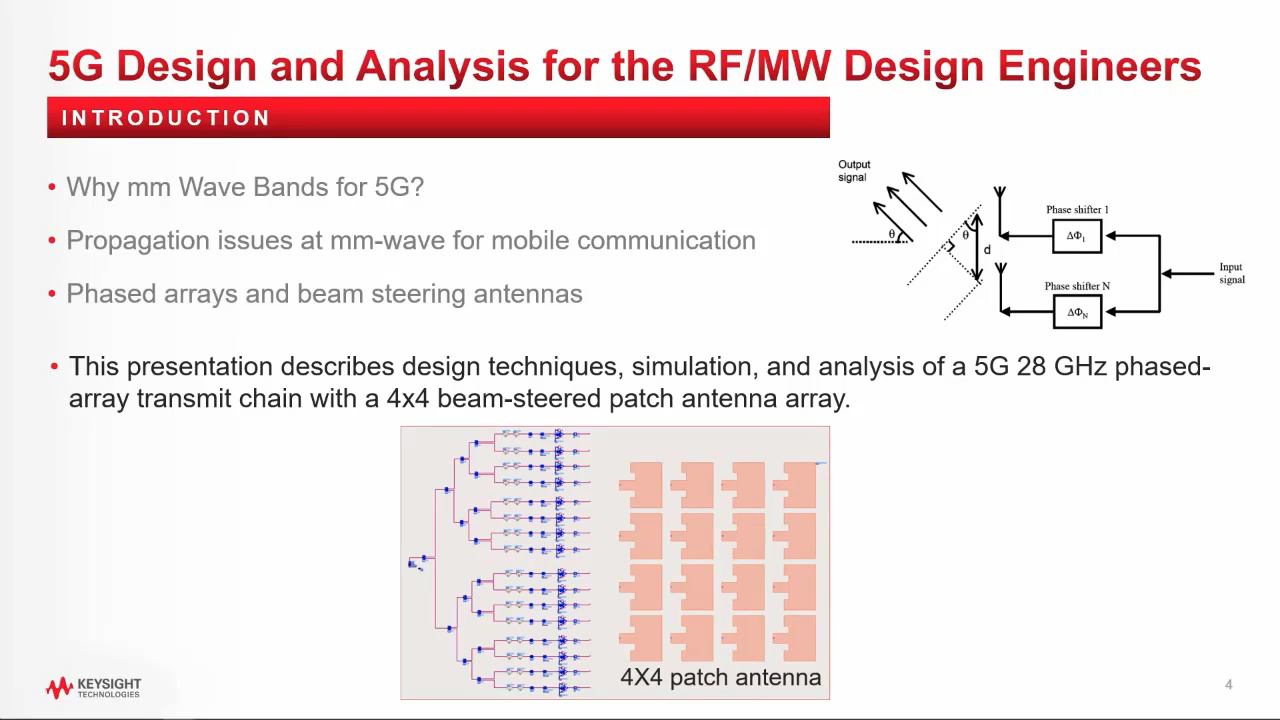 5G Design and Analysis for the RF/MW Design Engineers
INTRODUCTION
• Why mm Wave Bands for 5G?
• Propagation issues at mm-wave for mobile communication
• Phased arrays and beam steering antennas
Output
signal
θ
θ
d
Phase shifter 1
ΔΦ1
Phase shifter N
ΔΦN
Input
signal
• This presentation describes design techniques, simulation, and analysis of a 5G 28 GHz phased-
array transmit chain with a 4x4 beam-steered patch antenna array.
4X4 patch antenna
KEYSIGHT
TECHNOLOGIES
4